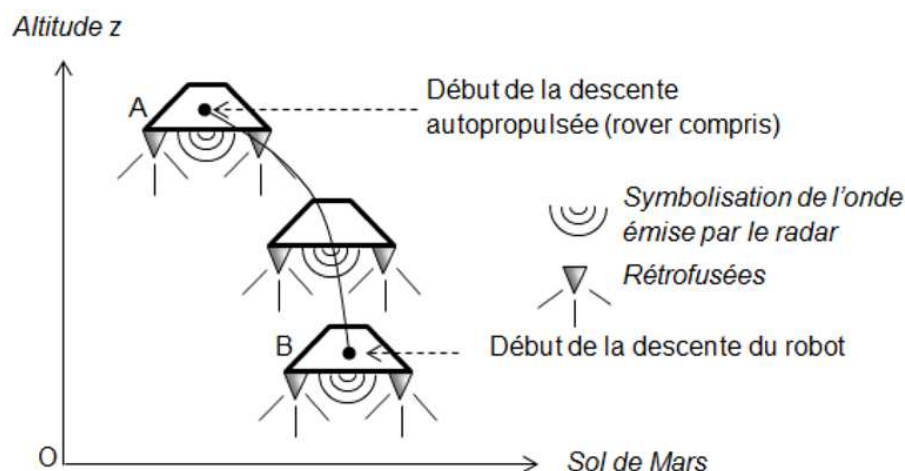 Altitude z
A
Début de la descente
autopropulsée (rover compris)
Symbolisation de l'onde
émise par le radar
Rétrofusées
B
Début de la descente du robot
O
Sol de Mars